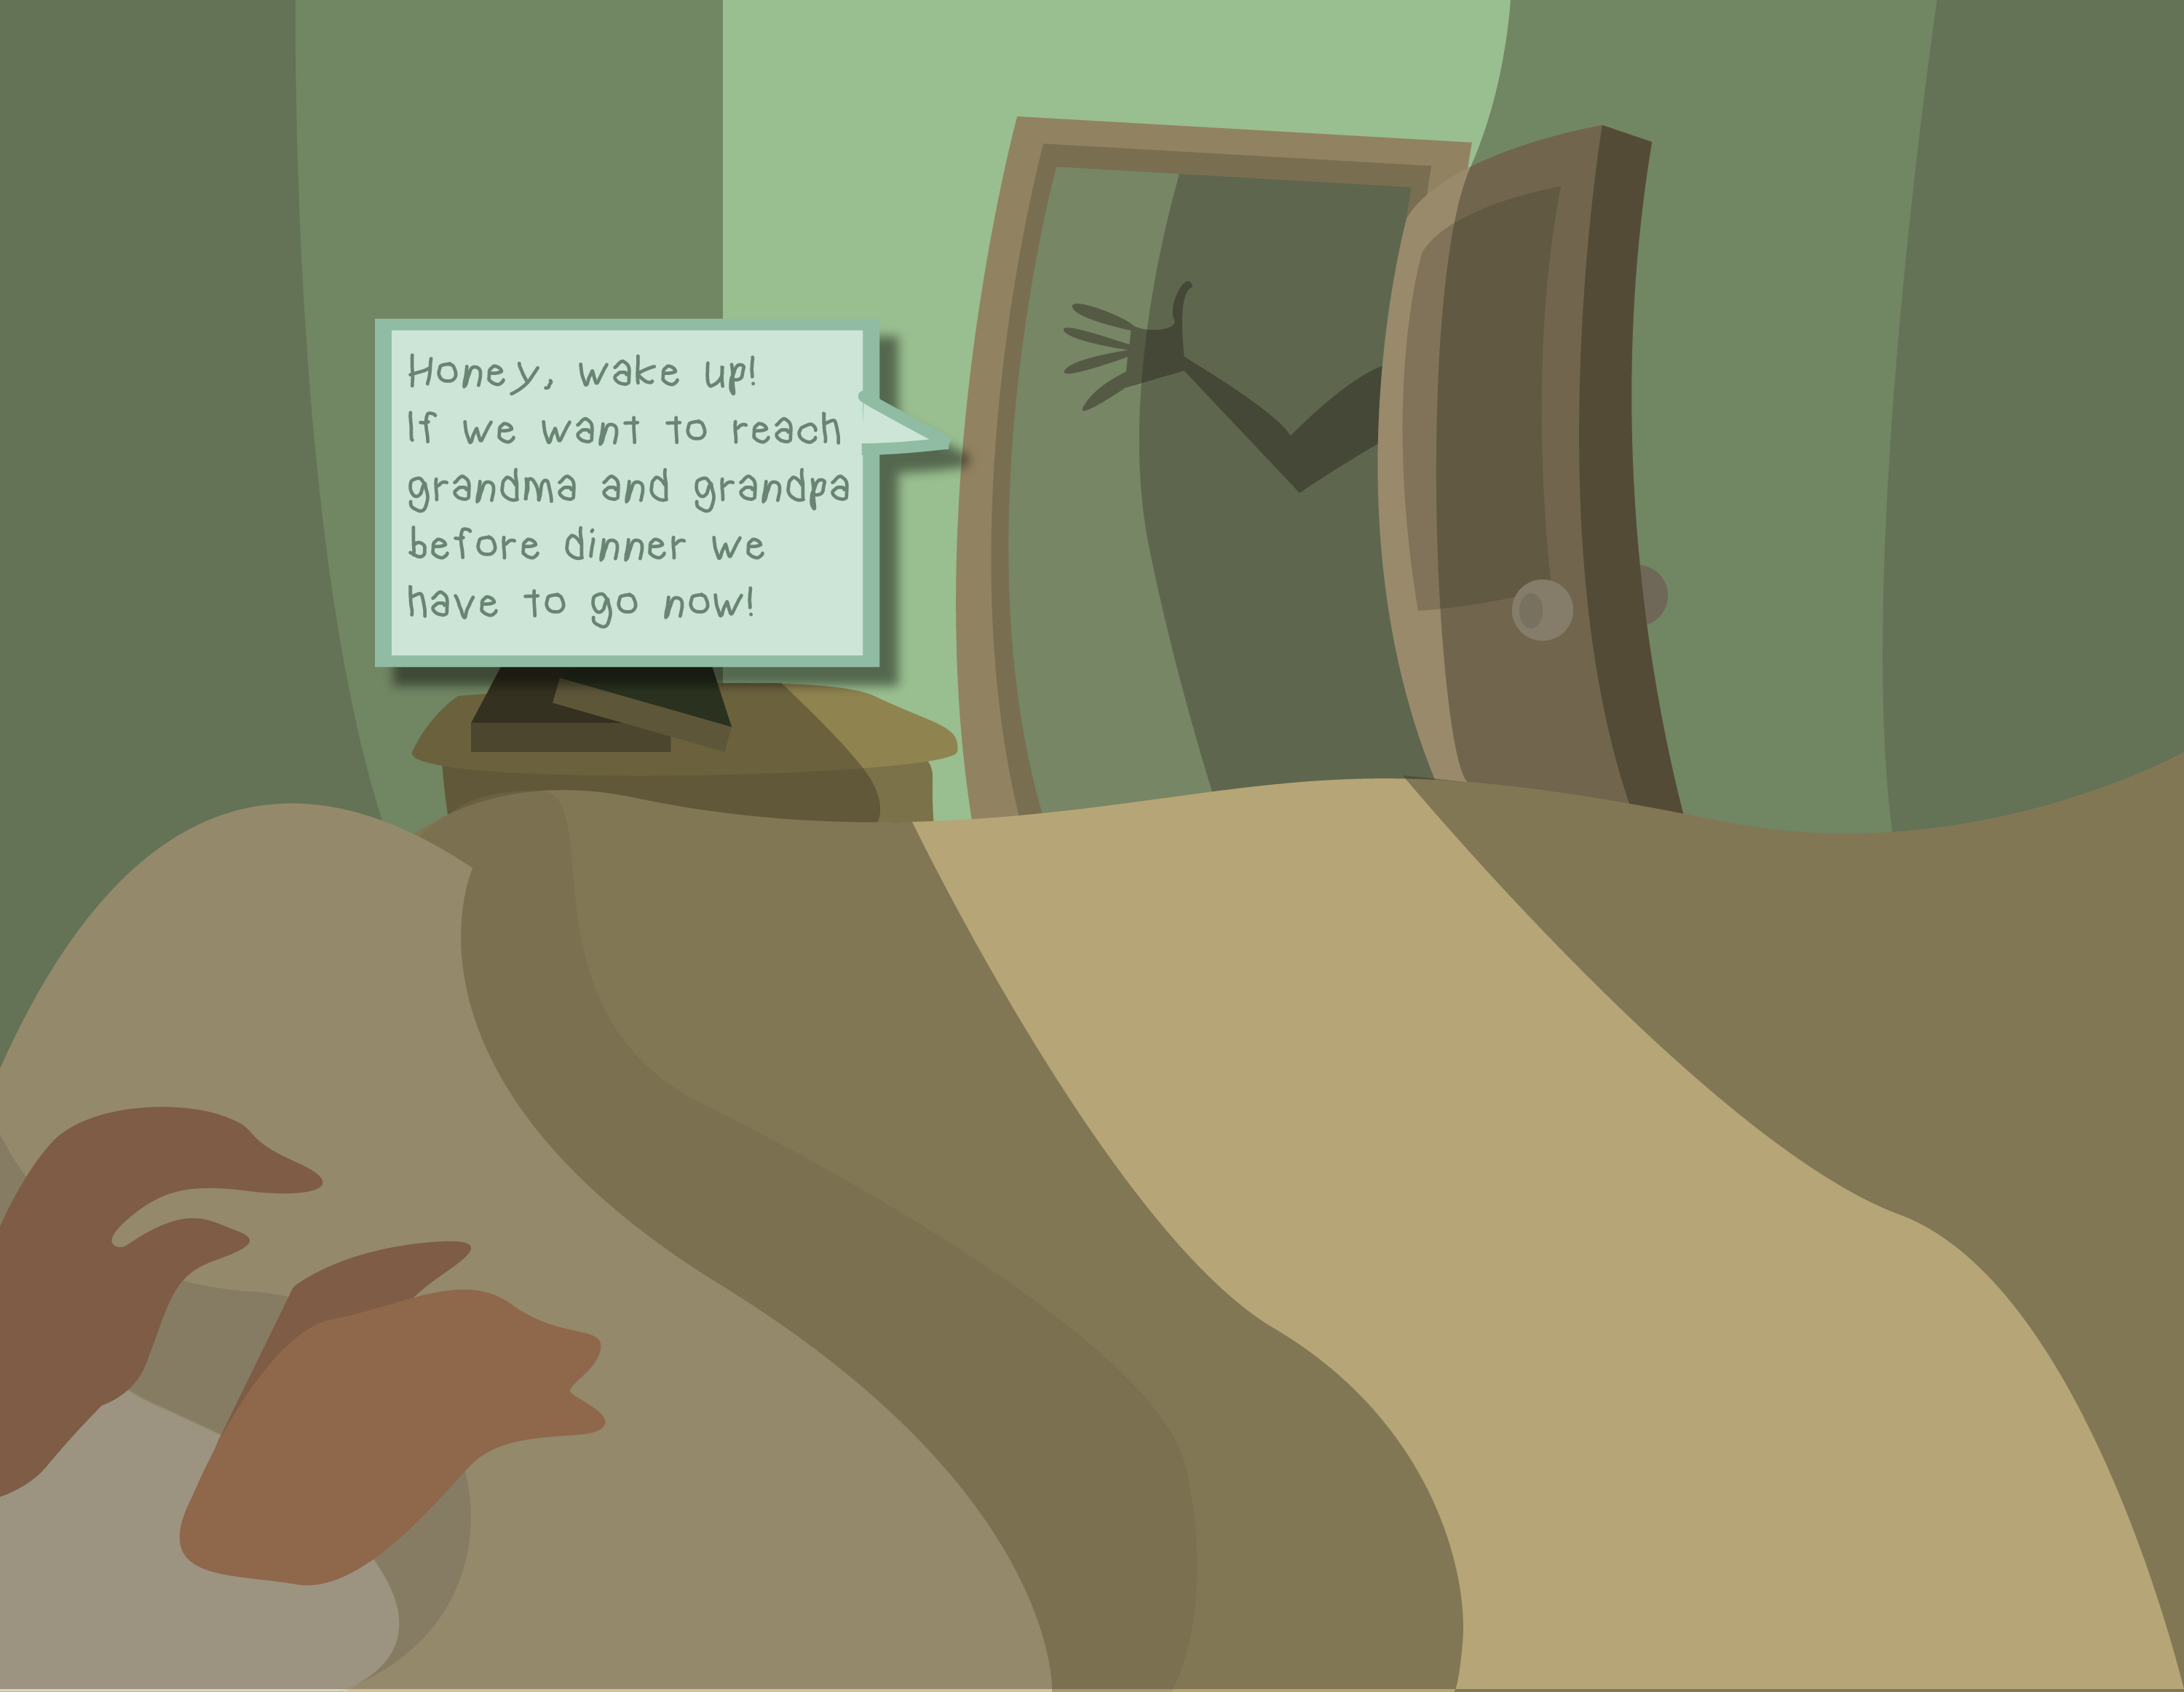 Honey, wake up!
If we want to reach
grandma and grandpa
before dinner we
have to go now!